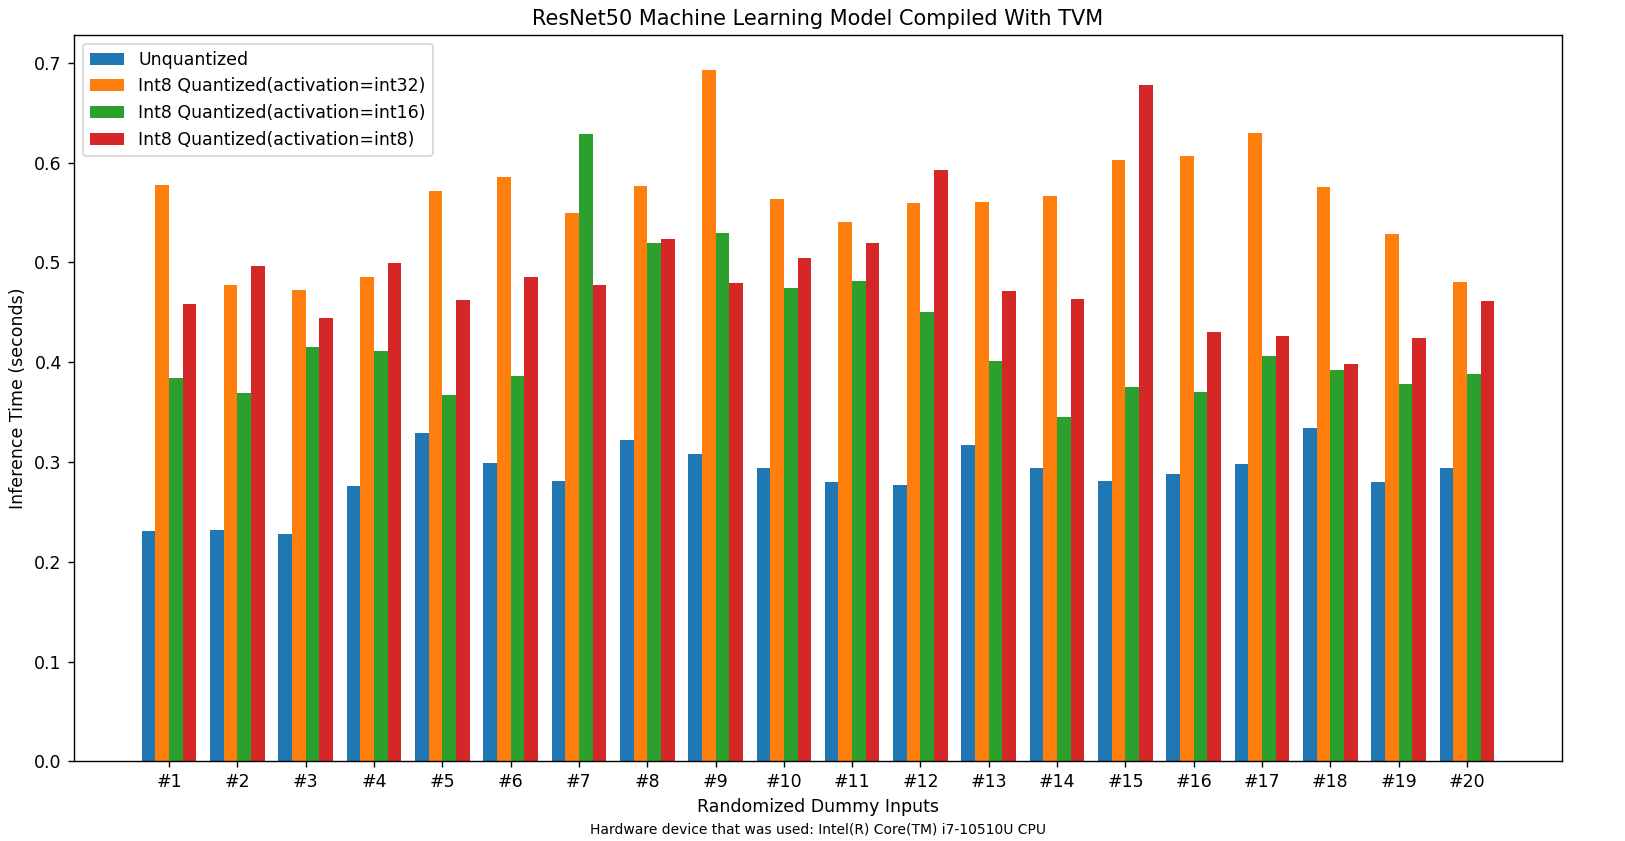 ResNet50 Machine Learning Model Compiled With TVM
Unquantized
Int8 Quantized(activation=int32)
Int8 Quantized(activation=int16)
Int8 Quantized(activation=int8)
Inference Time (seconds)
0.7
0.6
0.5
0.4
0.3
0.2
0.1
0.0
#1 #2 #3 #4 #5 #6 #7 #8 #9 #10 #11 #12 #13 #14 #15 #16 #17 #18 #19 #20
Randomized Dummy Inputs
Hardware device that was used: Intel(R) Core(TM) i7-10510U CPU